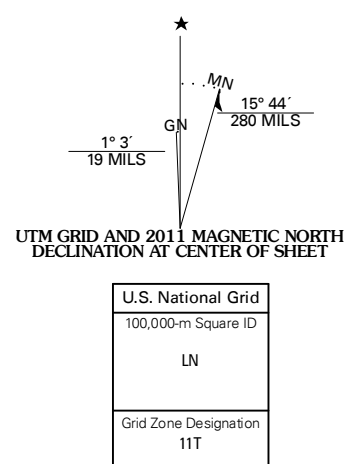 ★
MN
GN
15° 44´
280 MILS
1° 3´
19 MILS
UTM GRID AND 2011 MAGNETIC NORTH
DECLINATION AT CENTER OF SHEET
U.S. National Grid
100,000-m Square ID
LN
Grid Zone Designation
11T